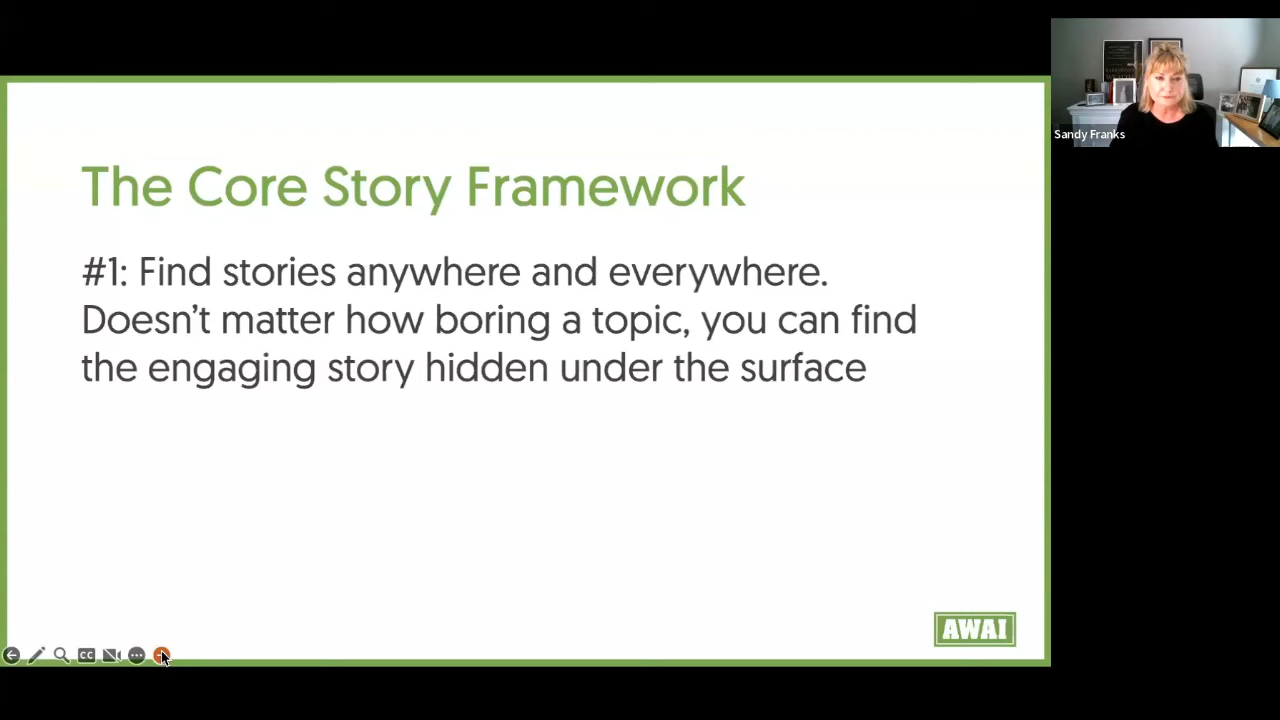 The Core Story Framework
#1: Find stories anywhere and everywhere.
Doesn't matter how boring a topic, you can find
the engaging story hidden under the surface
AWAI
CC
Sandy Franks